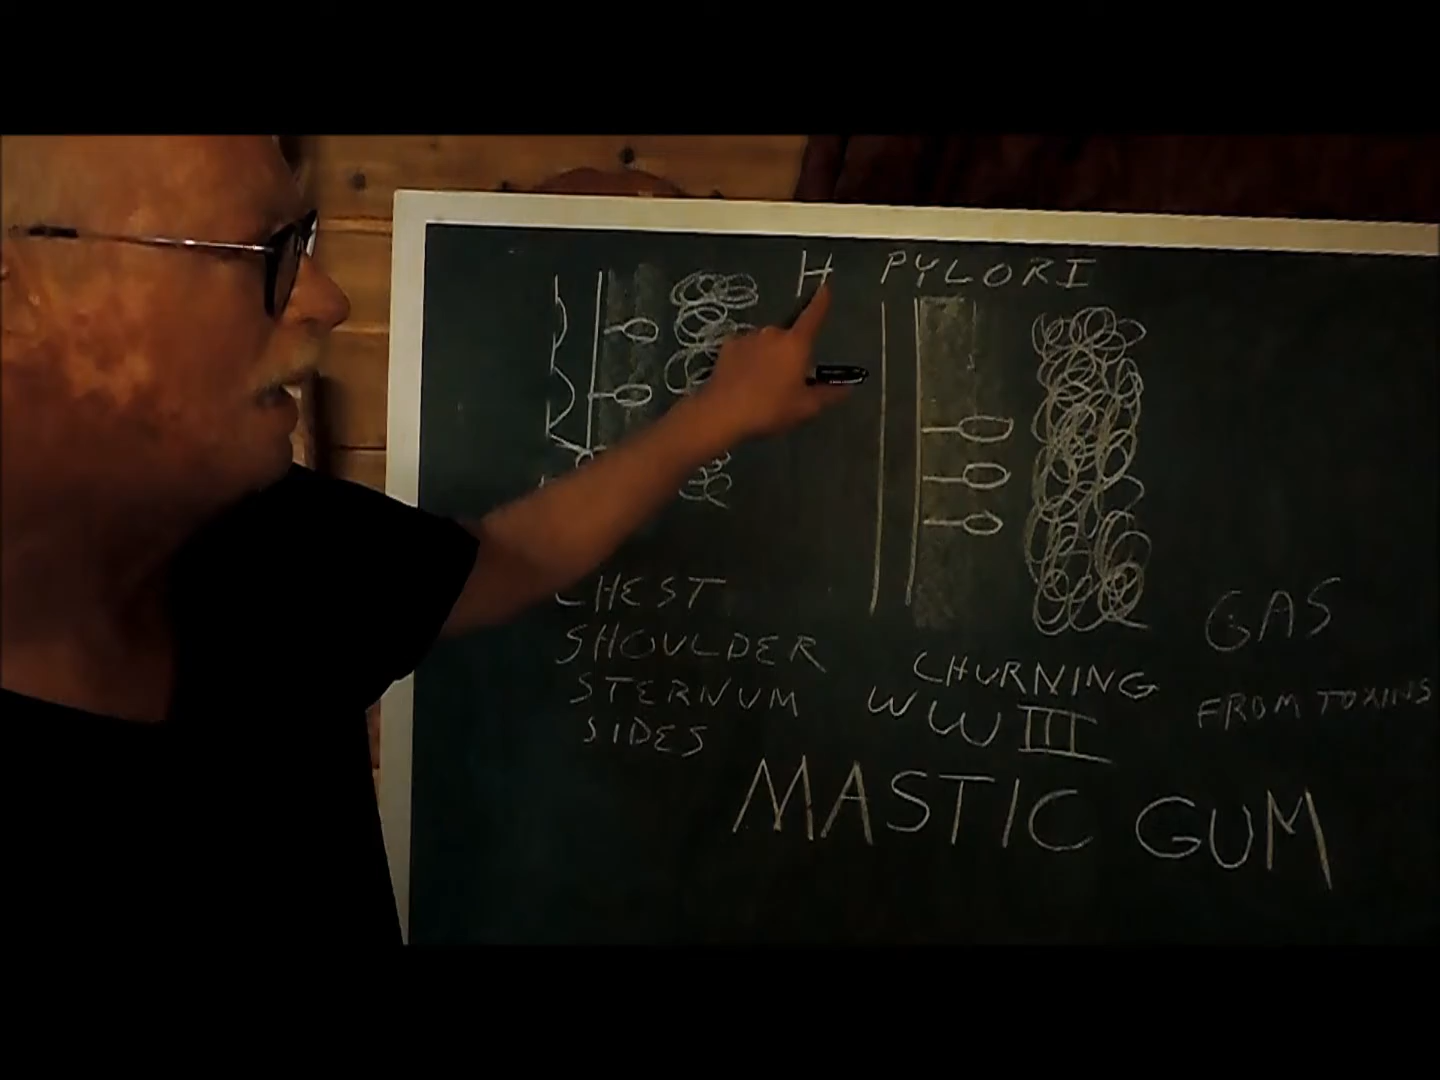 H PYLORI
CHEST
SHOULDER
STERNUM
SIDES
CHURNING
WW III
GAS
FROM TOXINS
MASTIC GUM